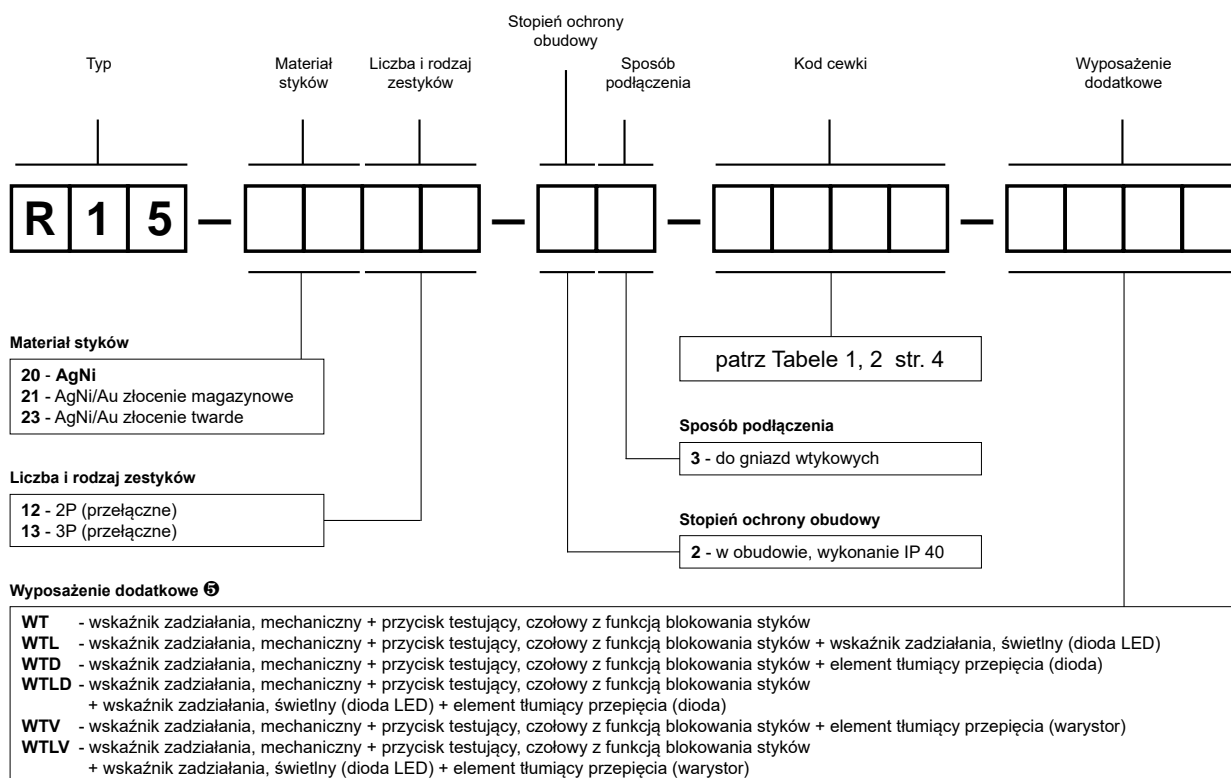 Stopień ochrony
obudowy
Typ
Materiał
styków
Liczba i rodzaj
zestyków
Sposób
podłączenia
Kod cewki
Wyposażenie
dodatkowe
R 1 5 — — — —
Materiał styków
20 - AgNi
21 - AgNi/Au złocenie magazynowe
23 - AgNi/Au złocenie twarde
patrz Tabele 1, 2 str. 4
Sposób podłączenia
3 - do gniazd wtykowych
Liczba i rodzaj zestyków
12 - 2P (przełączne)
13 - 3P (przełączne)
Stopień ochrony obudowy
2 - w obudowie, wykonanie IP 40
Wyposażenie dodatkowe ❺
WT - wskaźnik zadziałania, mechaniczny + przycisk testujący, czołowy z funkcją blokowania styków
WTL - wskaźnik zadziałania, mechaniczny + przycisk testujący, czołowy z funkcją blokowania styków + wskaźnik zadziałania, świetlny (dioda LED)
WTD - wskaźnik zadziałania, mechaniczny + przycisk testujący, czołowy z funkcją blokowania styków + element tłumiący przepięcia (dioda)
WTLD - wskaźnik zadziałania, mechaniczny + przycisk testujący, czołowy z funkcją blokowania styków
+ wskaźnik zadziałania, świetlny (dioda LED) + element tłumiący przepięcia (dioda)
WTV - wskaźnik zadziałania, mechaniczny + przycisk testujący, czołowy z funkcją blokowania styków + element tłumiący przepięcia (warystor)
WTLV - wskaźnik zadziałania, mechaniczny + przycisk testujący, czołowy z funkcją blokowania styków
+ wskaźnik zadziałania, świetlny (dioda LED) + element tłumiący przepięcia (warystor)